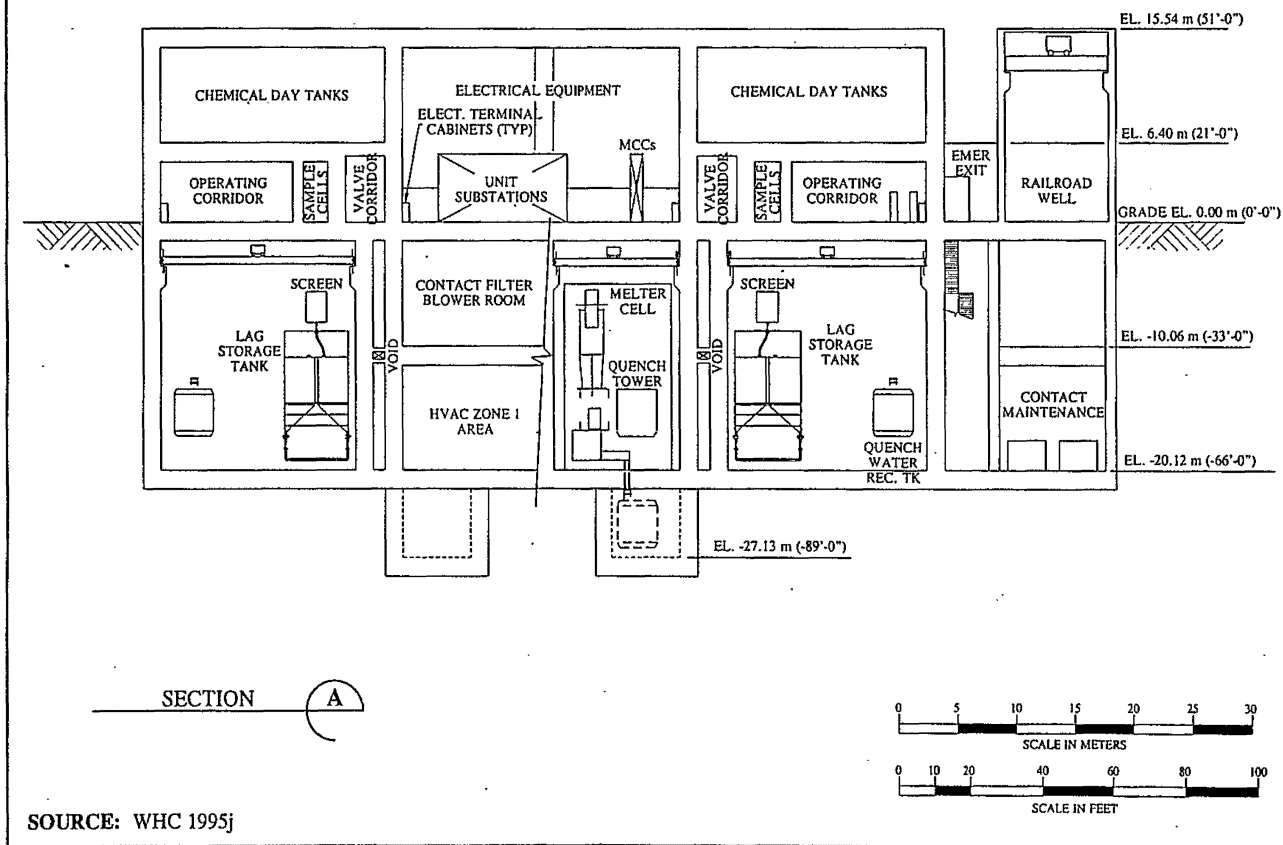 EL. 15.54 m (51'-0")
CHEMICAL DAY TANKS
ELECTRICAL EQUIPMENT
CHEMICAL DAY TANKS
ELECT. TERMINAL
CABINETS (TYP)
EL. 6.40 m (21'-0")
MCCs
EMER
EXIT
OPERATING
CORRIDOR
SAMPLE
CELLS
VALVE
CORRIDOR
UNIT
SUBSTATIONS
VALVE
CORRIDOR
SAMPLE
CELLS
OPERATING
CORRIDOR
RAILROAD
WELL
GRADE EL. 0.00 m (0'-0")
SCREEN
CONTACT FILTER
BLOWER ROOM
MELTER
CELL
SCREEN
LAG
STORAGE
TANK
VOID
VOID
LAG
STORAGE
TANK
EL. -10.06 m (-33'-0")
QUENCH
TOWER
HVAC ZONE 1
AREA
CONTACT
MAINTENANCE
QUENCH
WATER
REC. TK
EL. -20.12 m (-66'-0")
EL. -27.13 m (-89'-0")
SECTION A
0 5 10 15 20 25 30
SCALE IN METERS
0 10 20 40 60 80 100
SCALE IN FEET
SOURCE: WHC 1995j